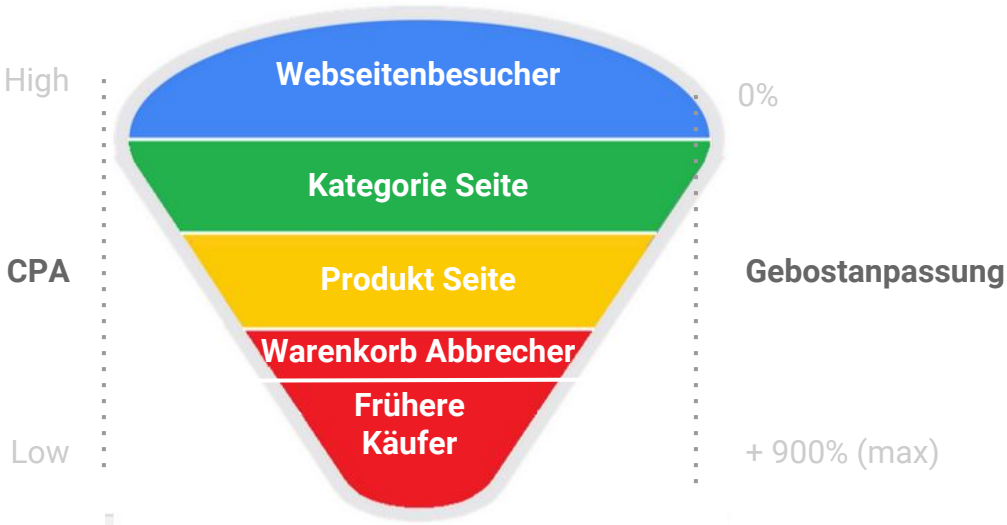 Webseitenbesucher
High
0%
Kategorie Seite
CPA
Produkt Seite
Gebostanpassung
Warenkorb Abbrecher
Frühere
Käufer
Low
+ 900% (max)